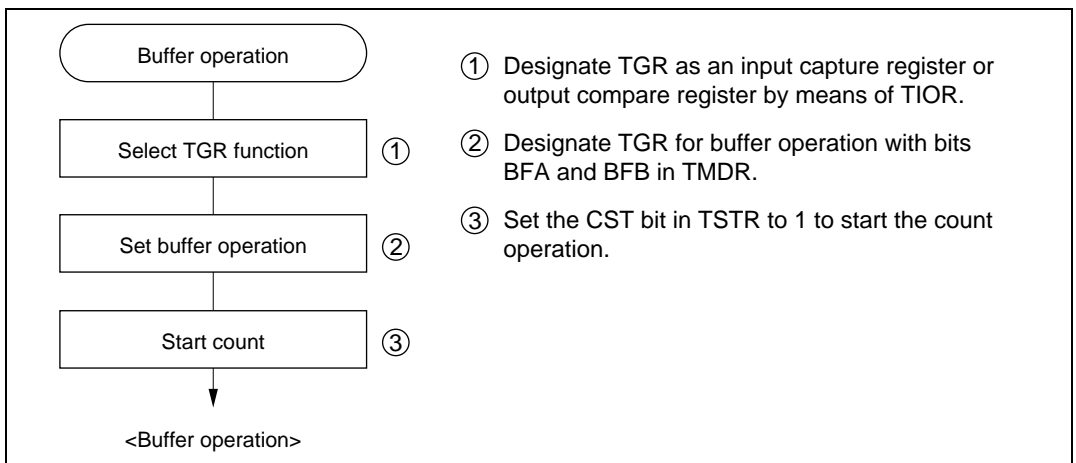 Buffer operation
Select TGR function
①
Set buffer operation
②
Start count
③
<Buffer operation>
① Designate TGR as an input capture register or
output compare register by means of TIOR.
② Designate TGR for buffer operation with bits
BFA and BFB in TMDR.
③ Set the CST bit in TSTR to 1 to start the count
operation.